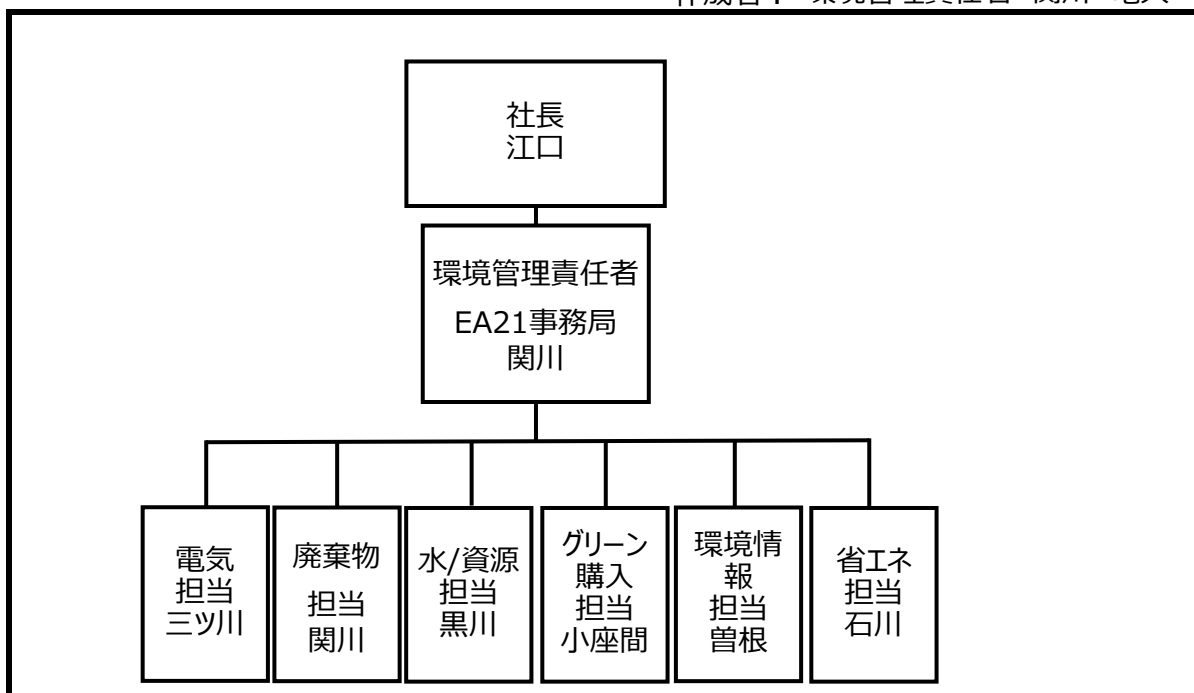 社長
江口
環境管理責任者
EA21事務局
関川
電気
担当
三ツ川
廃棄物
担当
関川
水/資源
担当
黒川
グリーン
購入
担当
小座間
環境情
報
担当
曽根
省エネ
担当
石川